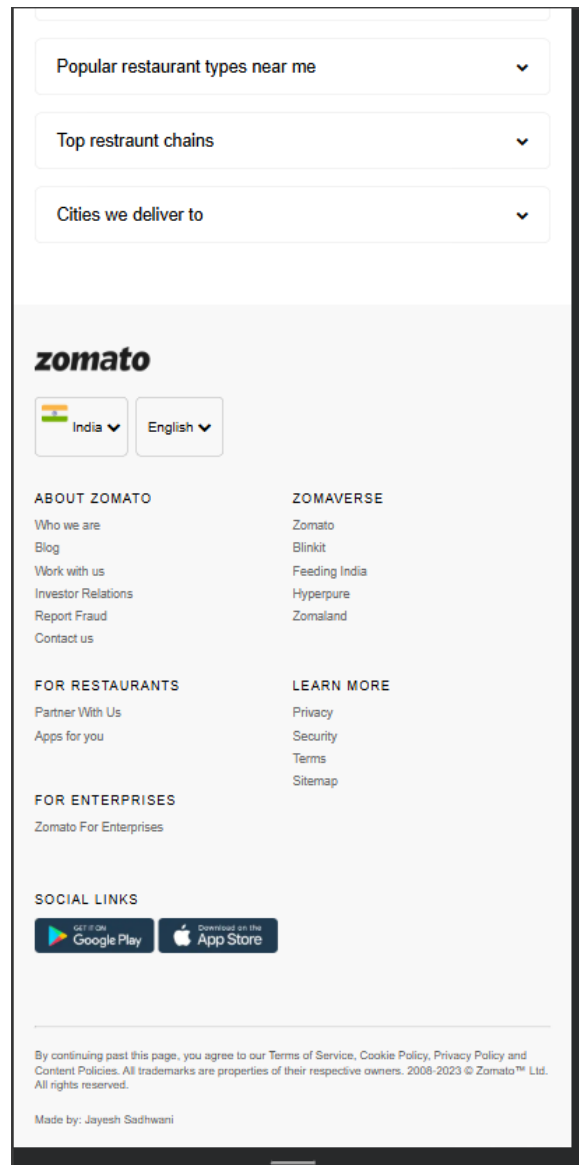 Popular restaurant types near me
Top restraunt chains
Cities we deliver to
zomato
India
English
ABOUT ZOMATO
Who we are
Blog
Work with us
Investor Relations
Report Fraud
Contact us
ZOMAVERSE
Zomato
Blinkit
Feeding India
Hyperpure
Zomaland
FOR RESTAURANTS
Partner With Us
Apps for you
LEARN MORE
Privacy
Security
Terms
Sitemap
FOR ENTERPRISES
Zomato For Enterprises
SOCIAL LINKS
GET IT ON
Google Play
Download on the
App Store
By continuing past this page, you agree to our Terms of Service, Cookie Policy, Privacy Policy and
Content Policies. All trademarks are properties of their respective owners. 2008-2023 © Zomato™ Ltd.
All rights reserved.
Made by: Jayesh Sadhwani